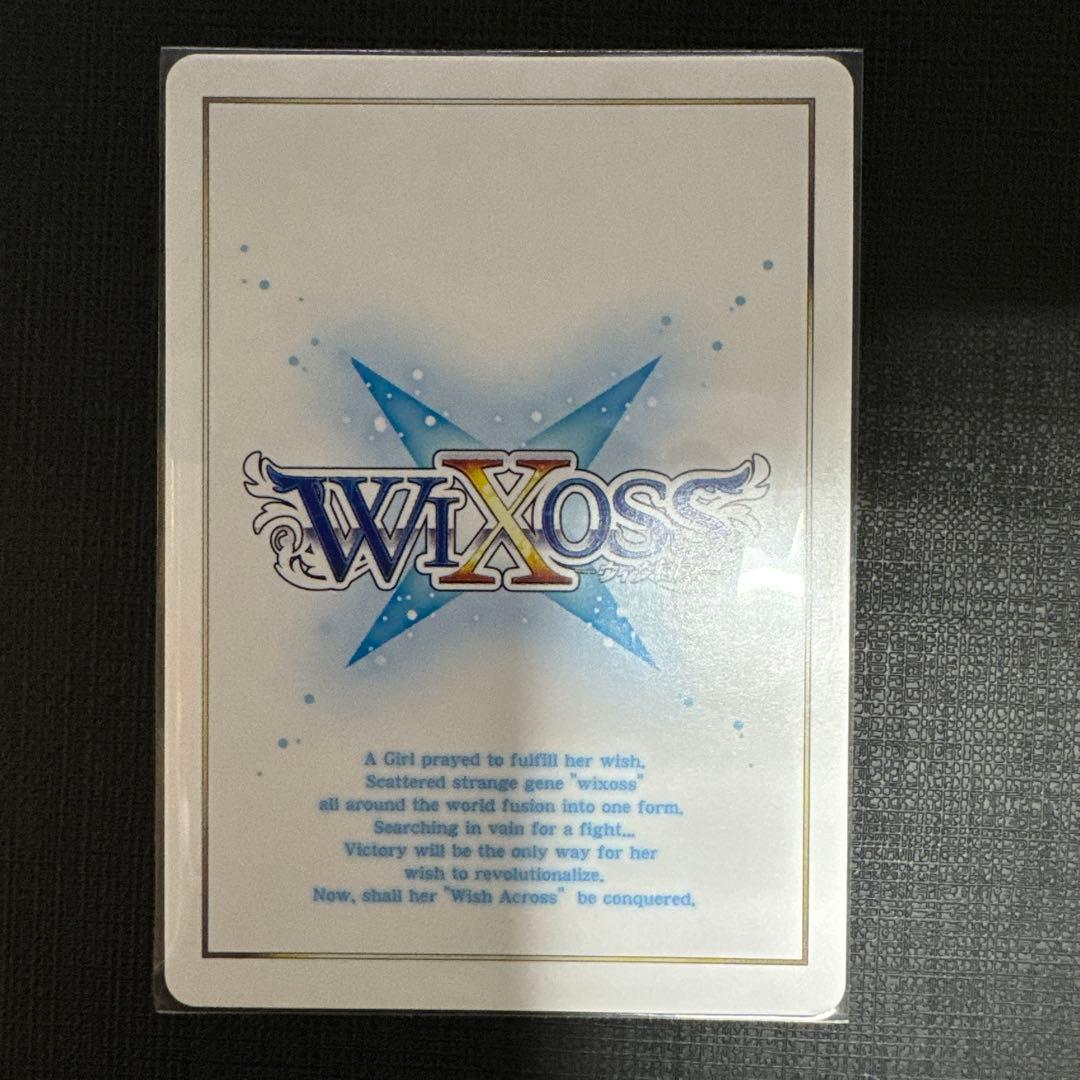 WIXOSS
A Girl prayed to fulfill her wish.
Scattered strange gene "wixoss"
all around the world fusion into one form.
Searching in vain for a fight...
Victory will be the only way for her
wish to revolutionalize.
Now, shall her "Wish Across" be conquered.